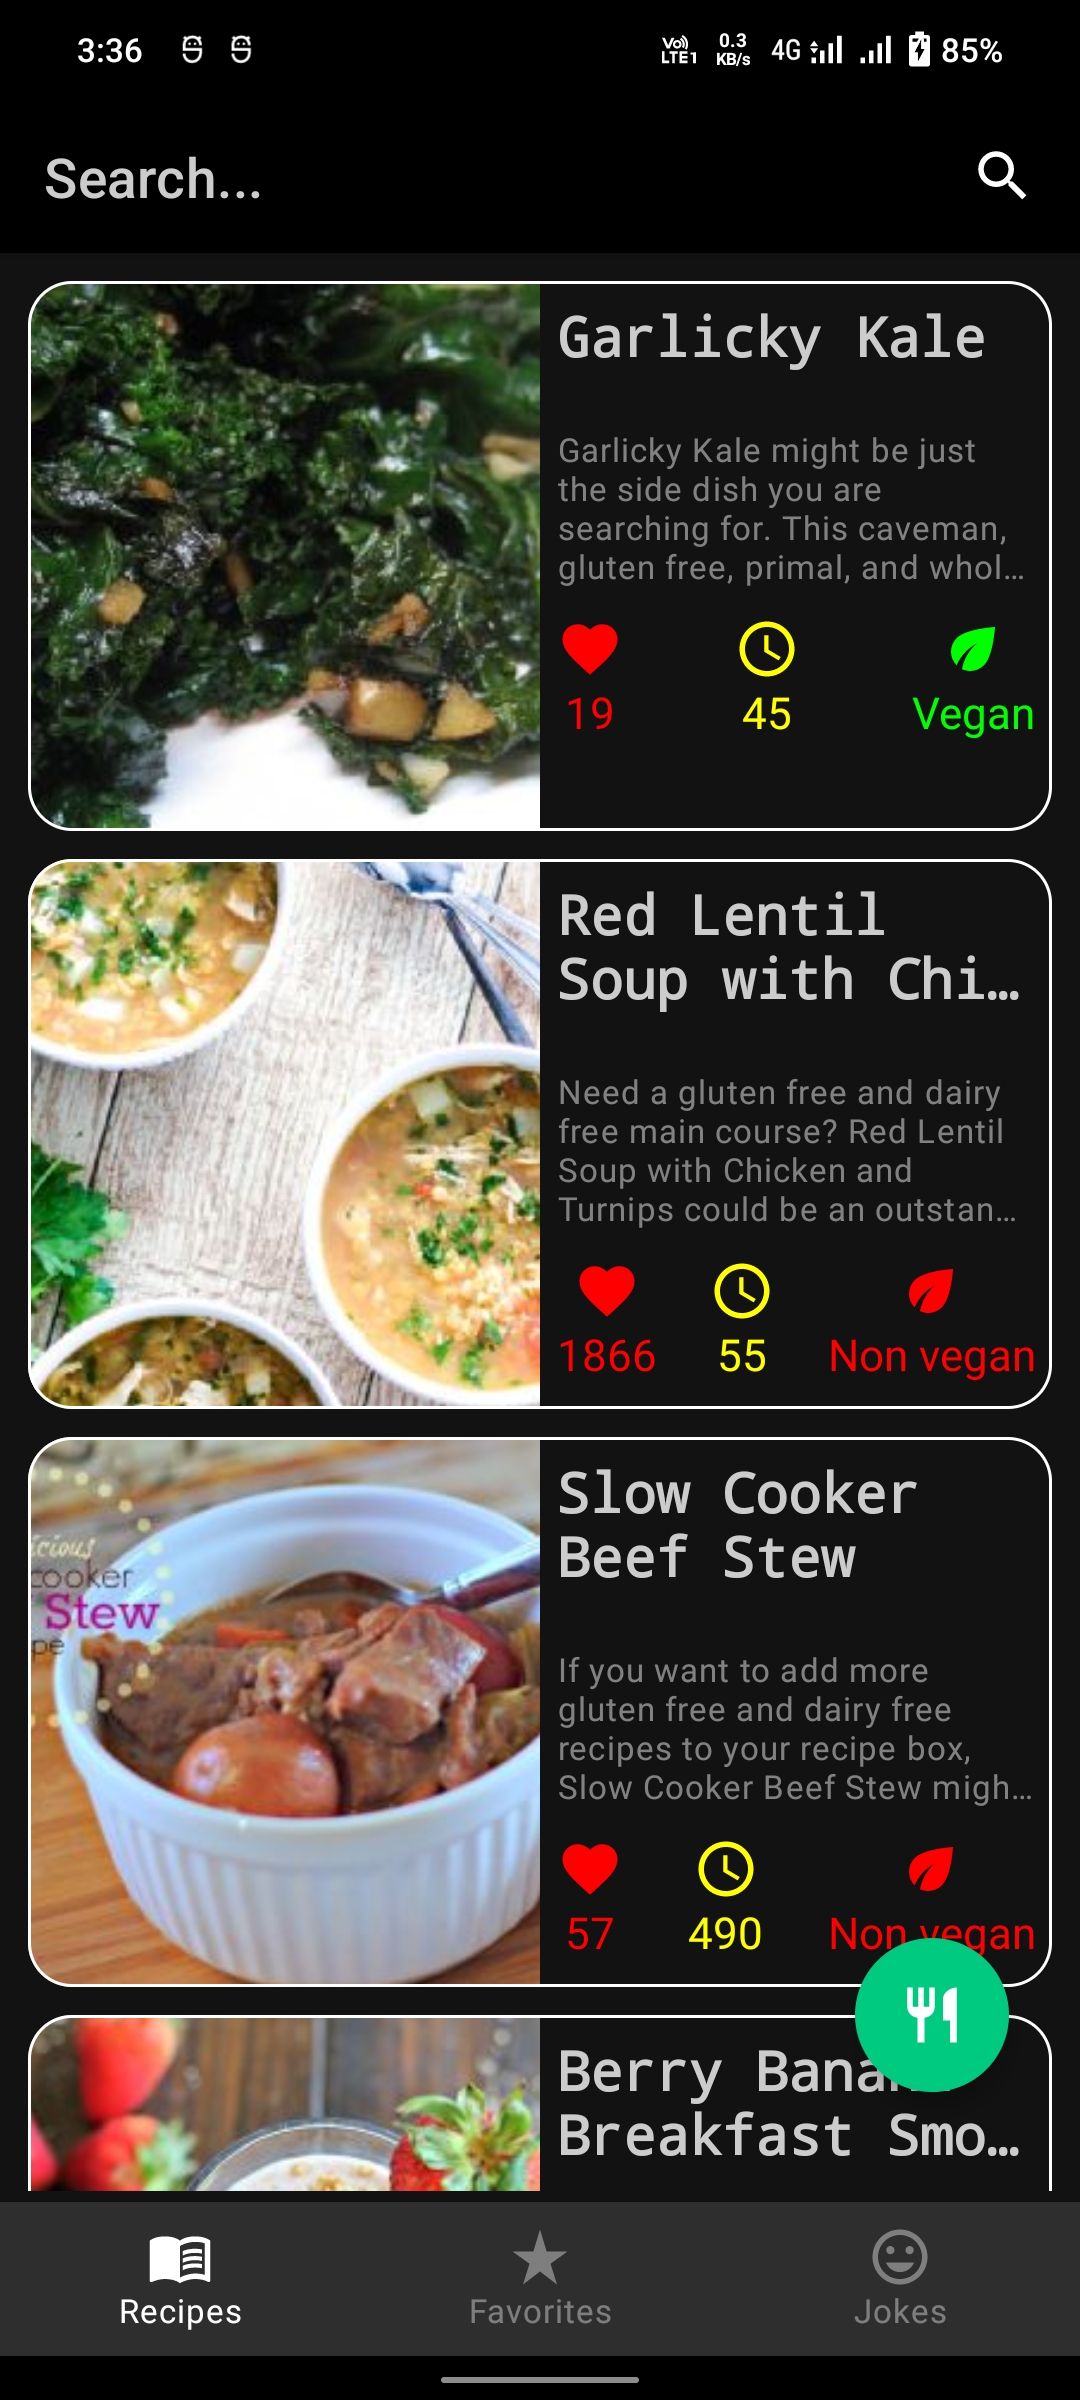 3:36
Vo)) LTE1
0.3 KB/s
4G
85%
Search...
Garlicky Kale
Garlicky Kale might be just
the side dish you are
searching for. This caveman,
gluten free, primal, and whol…
19
45
Vegan
Red Lentil
Soup with Chi…
Need a gluten free and dairy
free main course? Red Lentil
Soup with Chicken and
Turnips could be an outstan…
1866
55
Non vegan
icious
cooker
Stew
pe
Slow Cooker
Beef Stew
If you want to add more
gluten free and dairy free
recipes to your recipe box,
Slow Cooker Beef Stew migh…
57
490
Non vegan
Berry
Breakfast Smo…
Recipes
Favorites
Jokes